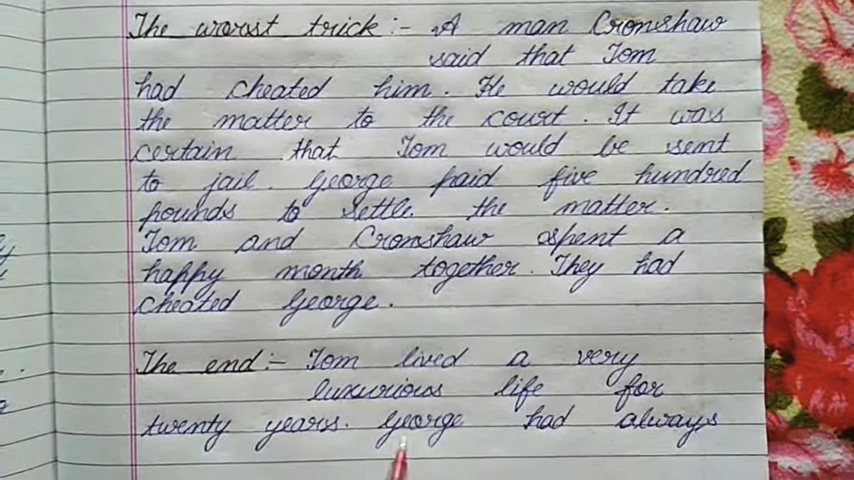 The worst trick :- A man Cronshaw
said that Tom
had cheated him. He would take
the matter to the court. It was
certain that Tom would be sent
to jail. George paid five hundred
pounds to settle the matter.
Tom and Cronshaw spent a
happy month together. They had
cheated George.
The end :- Tom lived a very
luxurious life for
twenty years. George had always